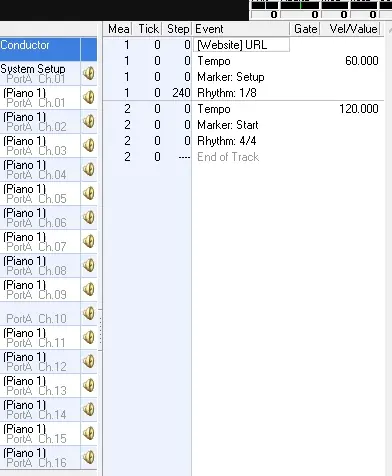 0 0 0 0
Mea Tick Step Event Gate Vel/Value
Conductor
1 0 0 [Website] URL
1 0 0 Tempo 60.000
System Setup
PortA Ch.01
1 0 0 Marker: Setup
(Piano 1)
PortA Ch.01
1 0 240 Rhythm: 1/8
(Piano 1)
PortA Ch.02
2 0 0 Tempo 120.000
2 0 0 Marker: Start
(Piano 1)
PortA Ch.03
2 0 0 Rhythm: 4/4
(Piano 1)
PortA Ch.04
2 0 ---- End of Track
(Piano 1)
PortA Ch.05
(Piano 1)
PortA Ch.06
(Piano 1)
PortA Ch.07
(Piano 1)
PortA Ch.08
(Piano 1)
PortA Ch.09
PortA Ch.10
(Piano 1)
PortA Ch.11
(Piano 1)
PortA Ch.12
(Piano 1)
PortA Ch.13
(Piano 1)
PortA Ch.14
(Piano 1)
PortA Ch.15
(Piano 1)
PortA Ch.16